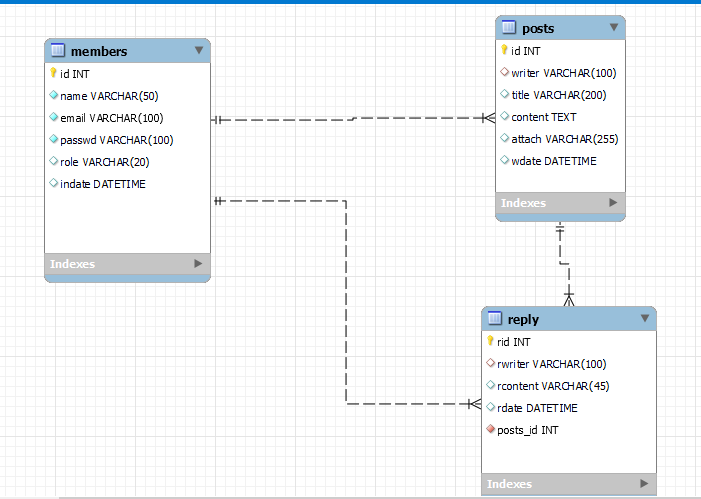 members
id INT
name VARCHAR(50)
email VARCHAR(100)
passwd VARCHAR(100)
role VARCHAR(20)
indate DATETIME
Indexes
posts
id INT
writer VARCHAR(100)
title VARCHAR(200)
content TEXT
attach VARCHAR(255)
wdate DATETIME
Indexes
reply
rid INT
rwriter VARCHAR(100)
rcontent VARCHAR(45)
rdate DATETIME
posts_id INT
Indexes